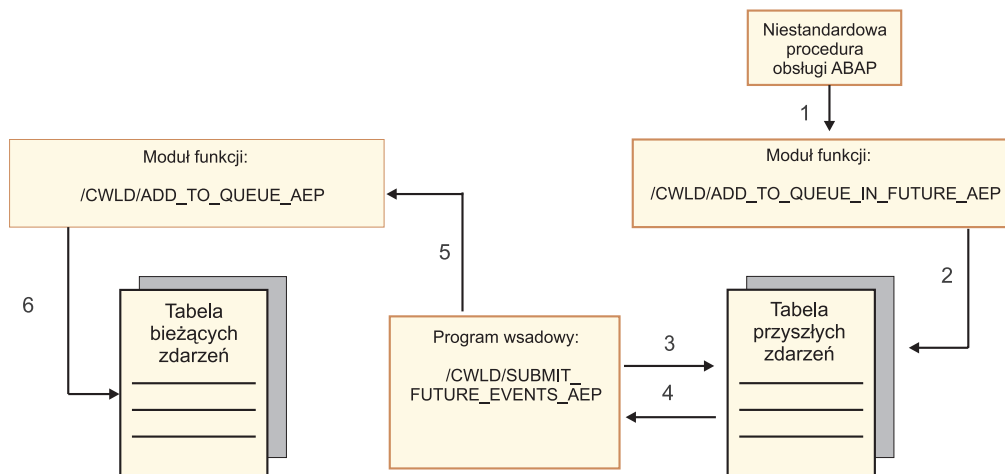 Niestandardowa
procedura
obsługi ABAP
1
Moduł funkcji:
/CWLD/ADD_TO_QUEUE_AEP
Moduł funkcji:
/CWLD/ADD_TO_QUEUE_IN_FUTURE_AEP
5
2
6
Tabela
bieżących
zdarzeń
Program wsadowy:
/CWLD/SUBMIT_
FUTURE_EVENTS_AEP
3
4
Tabela
przyszłych
zdarzeń